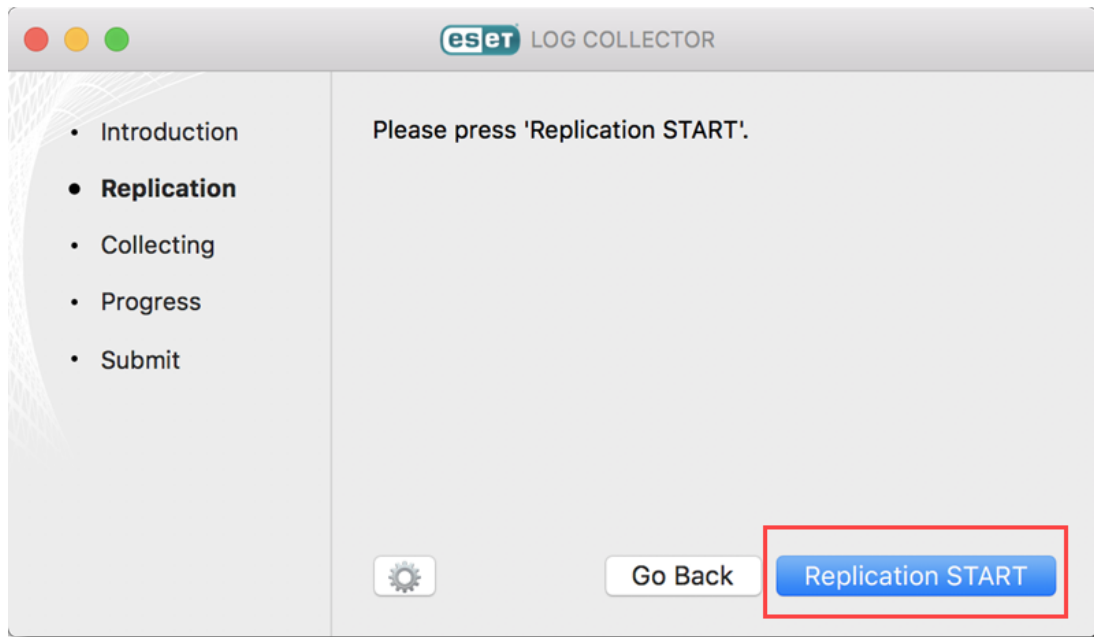 eseT LOG COLLECTOR
Introduction
Replication
Collecting
Progress
Submit
Please press 'Replication START'.
Go Back
Replication START